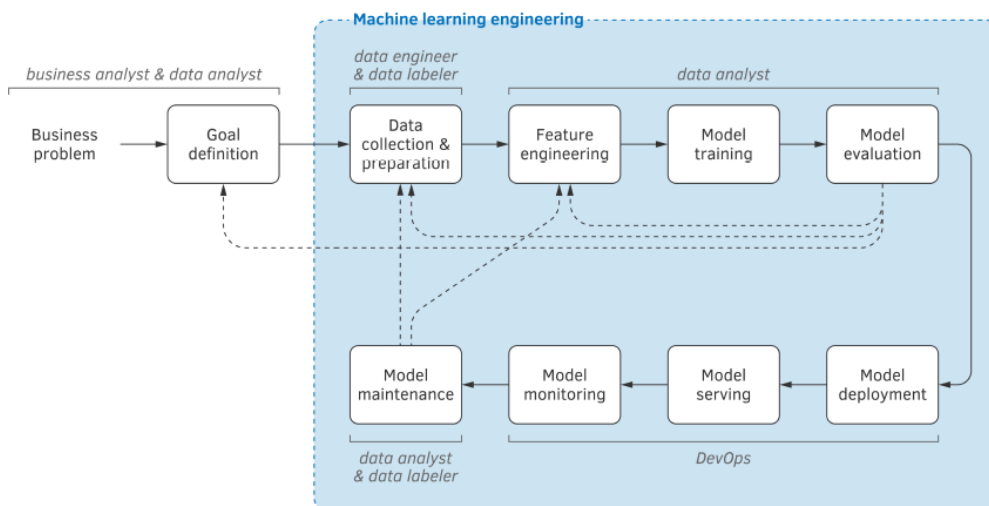 Machine learning engineering
data engineer
& data labeler
business analyst & data analyst
data analyst
Business
problem
Goal
definition
Data
collection &
preparation
Feature
engineering
Model
training
Model
evaluation
Model
maintenance
Model
monitoring
Model
serving
Model
deployment
data analyst
& data labeler
DevOps